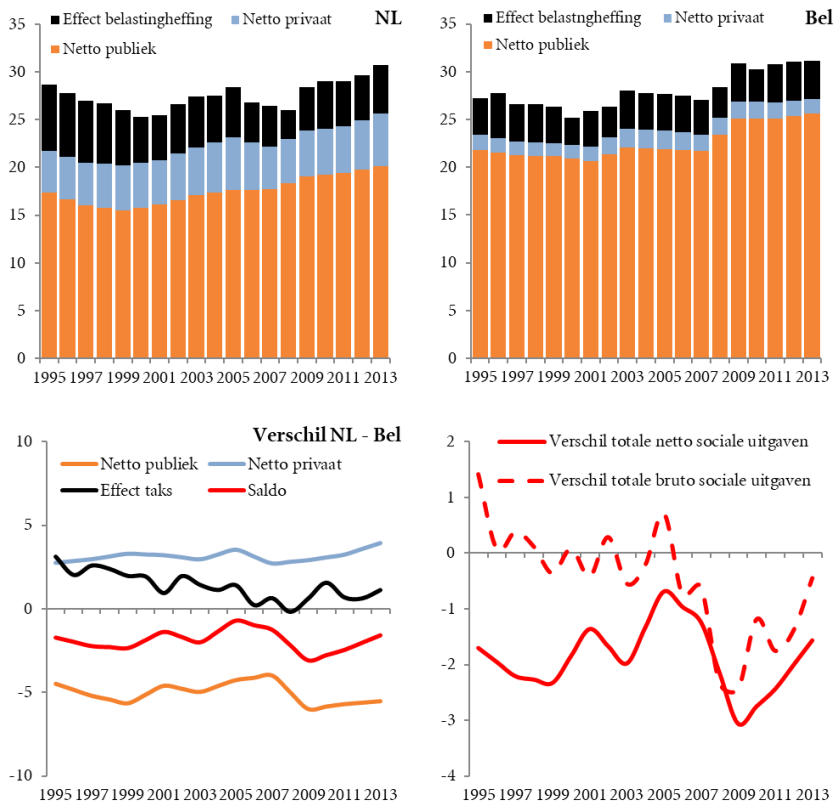 Effect belastngheffing Netto privaat NL
Netto publiek
35
30
25
20
15
10
5
0
1995 1997 1999 2001 2003 2005 2007 2009 2011 2013
Effect belastingheffing Netto privaat Bel
Netto publiek
35
30
25
20
15
10
5
0
1995 1997 1999 2001 2003 2005 2007 2009 2011 2013
Verschil NL - Bel
Netto publiek Netto privaat
Effect taks Saldo
10
5
0
-5
-10
1995 1997 1999 2001 2003 2005 2007 2009 2011 2013
Verschil totale netto sociale uitgaven
Verschil totale bruto sociale uitgaven
2
1
0
-1
-2
-3
-4
1995 1997 1999 2001 2003 2005 2007 2009 2011 2013